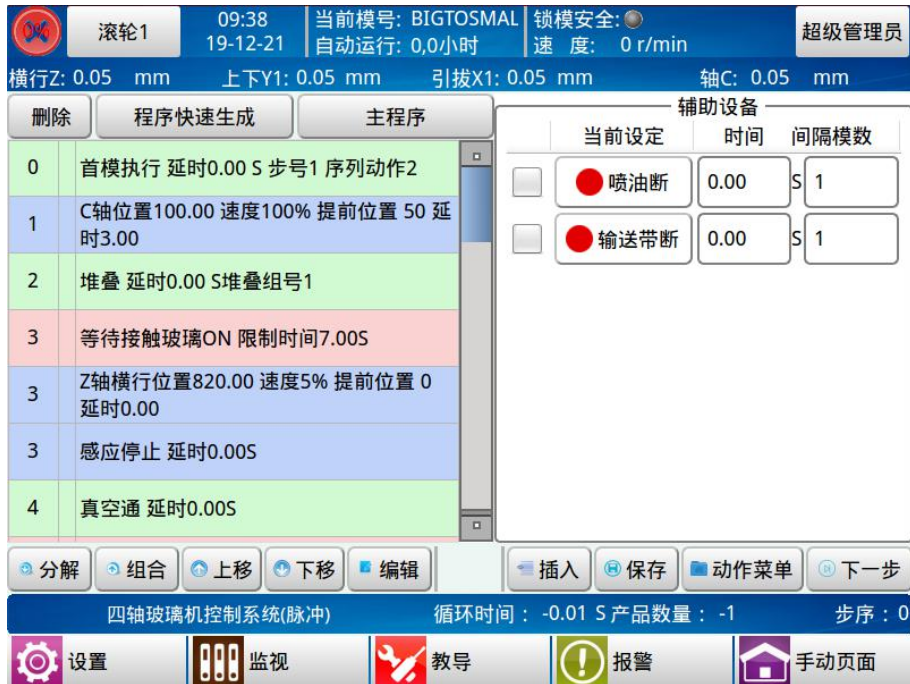 0% 滚轮1 09:38 当前模号: BIGTOSMAL 锁模安全: 超级管理员
19-12-21 自动运行: 0,0小时 速 度: 0 r/min
横行Z: 0.05 mm 上下Y1: 0.05 mm 引拔X1: 0.05 mm 轴C: 0.05 mm
删除 程序快速生成 主程序
0 首模执行 延时0.00 S 步号1 序列动作2
1 C轴位置100.00 速度100% 提前位置 50 延
时3.00
2 堆叠 延时0.00 S堆叠组号1
3 等待接触玻璃ON 限制时间7.00S
3 Z轴横行位置820.00 速度5% 提前位置 0
延时0.00
3 感应停止 延时0.00S
4 真空通 延时0.00S
辅助设备
当前设定 时间 间隔模数
喷油断 0.00 S 1
输送带断 0.00 S 1
分解 组合 上移 下移 编辑 插入 保存 动作菜单 下一步
四轴玻璃机控制系统(脉冲) 循环时间： -0.01 S 产品数量： -1 步序：0
设置 监视 教导 报警 手动页面